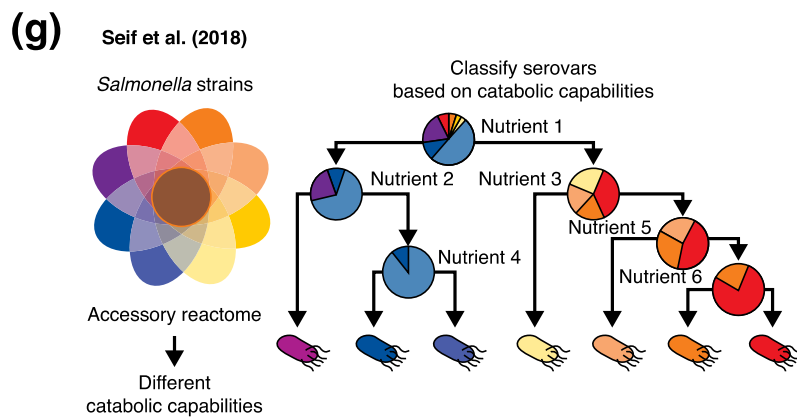 (g)
Seif et al. (2018)
Salmonella strains
Accessory reactome
Different
catabolic capabilities
Classify serovars
based on catabolic capabilities
Nutrient 1
Nutrient 2
Nutrient 3
Nutrient 4
Nutrient 5
Nutrient 6